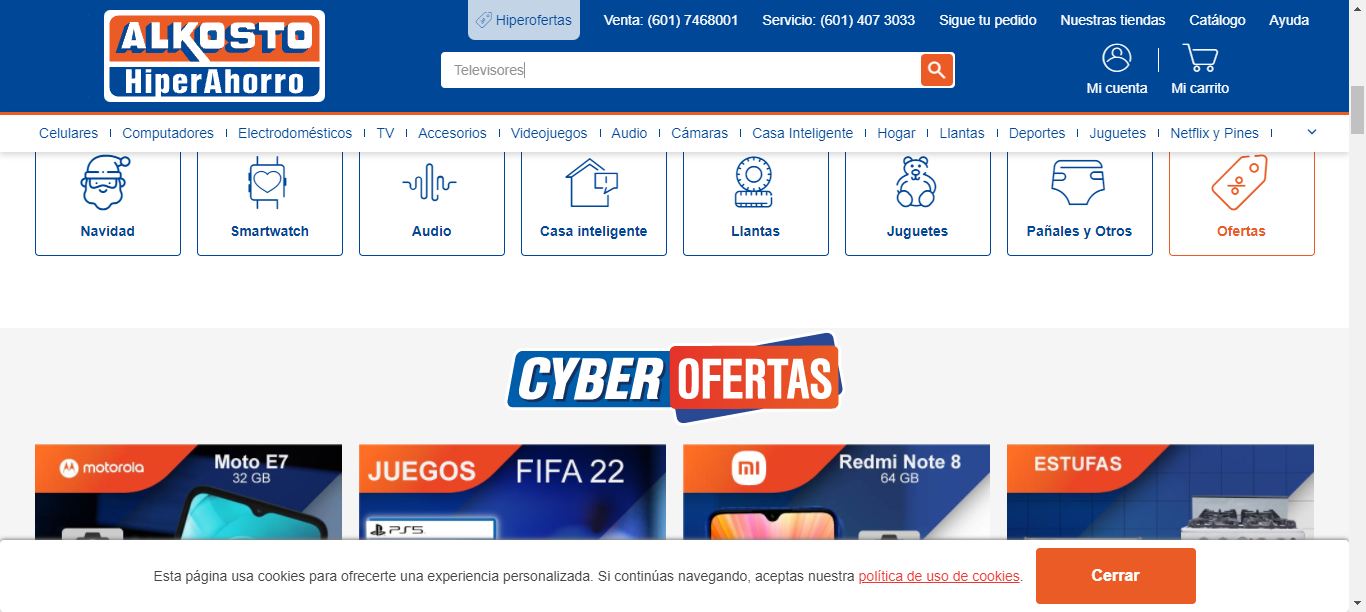 ALKOSTO
HiperAhorro
Hiperofertas
Venta: (601) 7468001
Servicio: (601) 407 3033
Sigue tu pedido
Nuestras tiendas
Catálogo
Ayuda
Televisores
Mi cuenta
Mi carrito
Celulares
Computadores
Electrodomésticos
TV
Accesorios
Videojuegos
Audio
Cámaras
Casa Inteligente
Hogar
Llantas
Deportes
Juguetes
Netflix y Pines
Navidad
Smartwatch
Audio
Casa inteligente
Llantas
Juguetes
Pañales y Otros
Ofertas
CYBER OFERTAS
motorola
Moto E7
32 GB
JUEGOS
FIFA 22
PS5
mi
Redmi Note 8
64 GB
ESTUFAS
Esta página usa cookies para ofrecerte una experiencia personalizada. Si continúas navegando, aceptas nuestra política de uso de cookies.
Cerrar